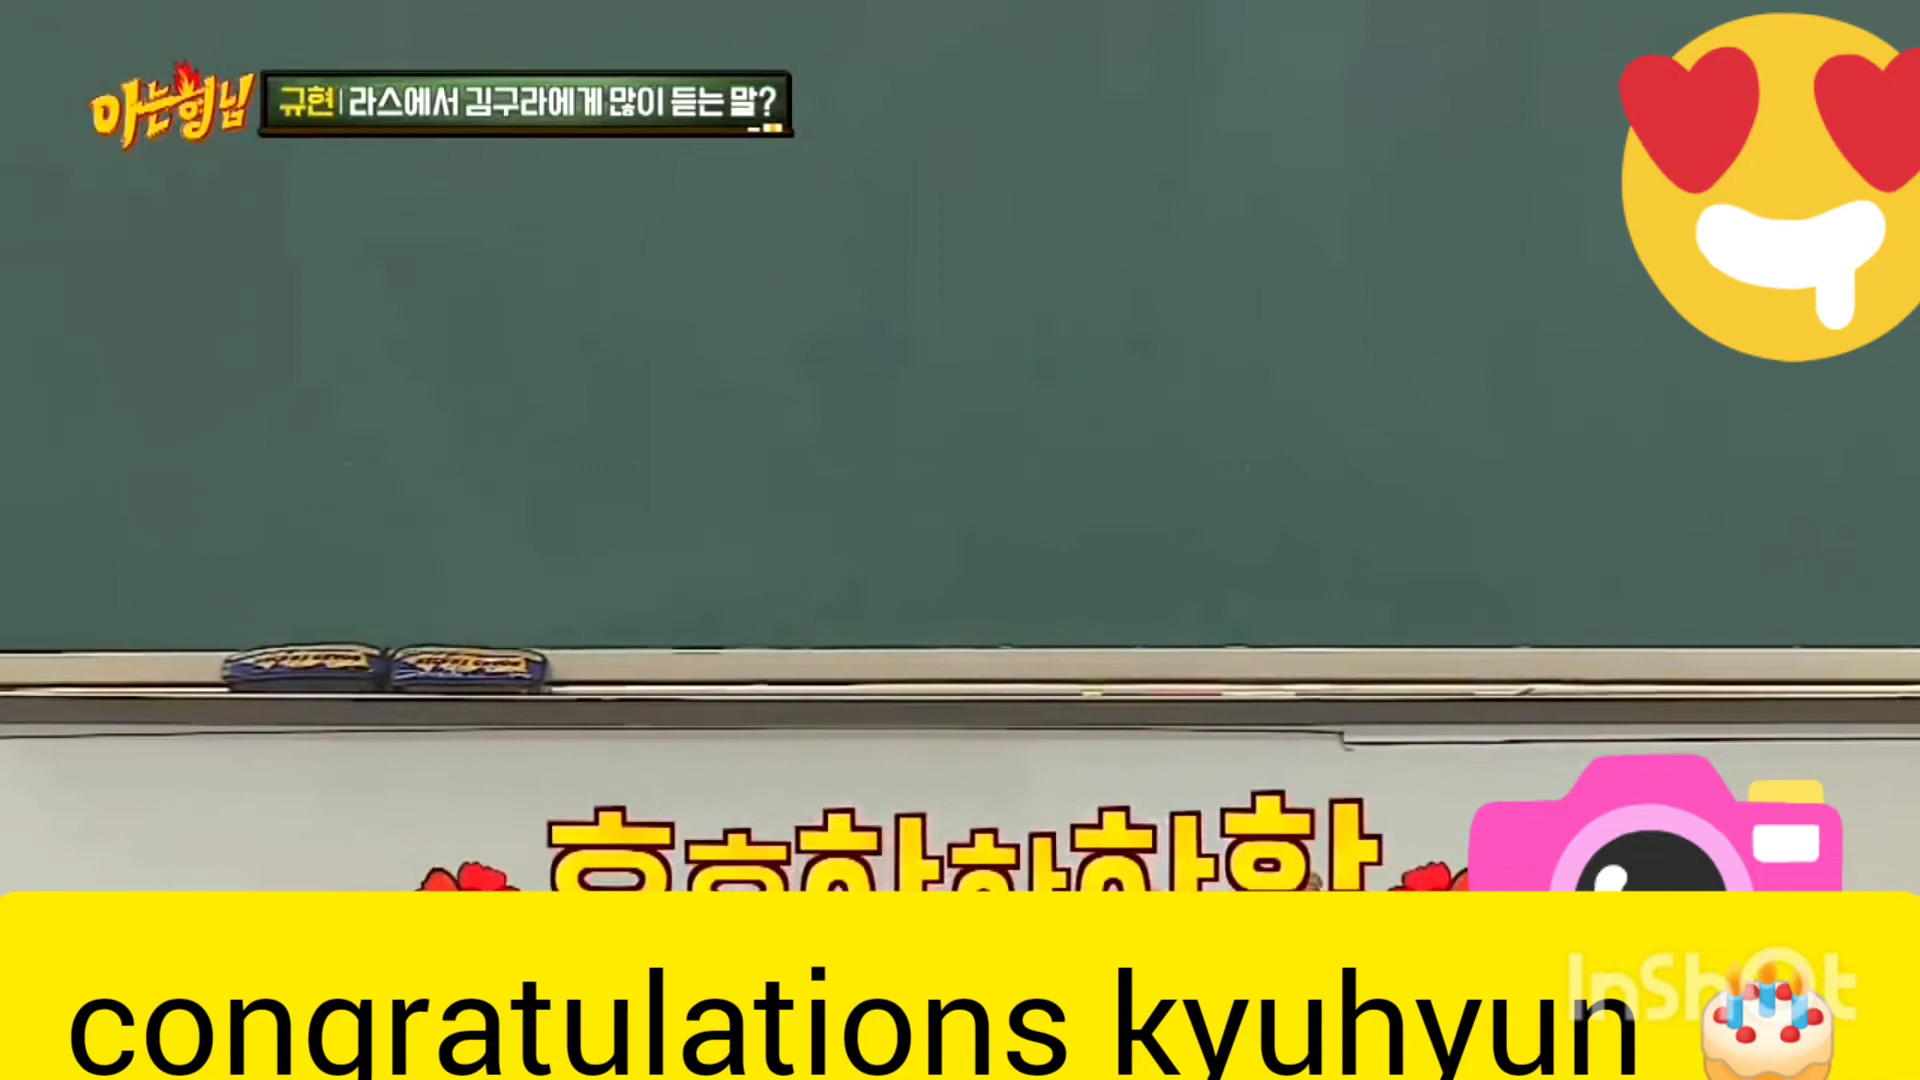 아는형님
규현 | 라스에서 김구라에게 많이 듣는 말?
congratulations kyuhyun
InShOt